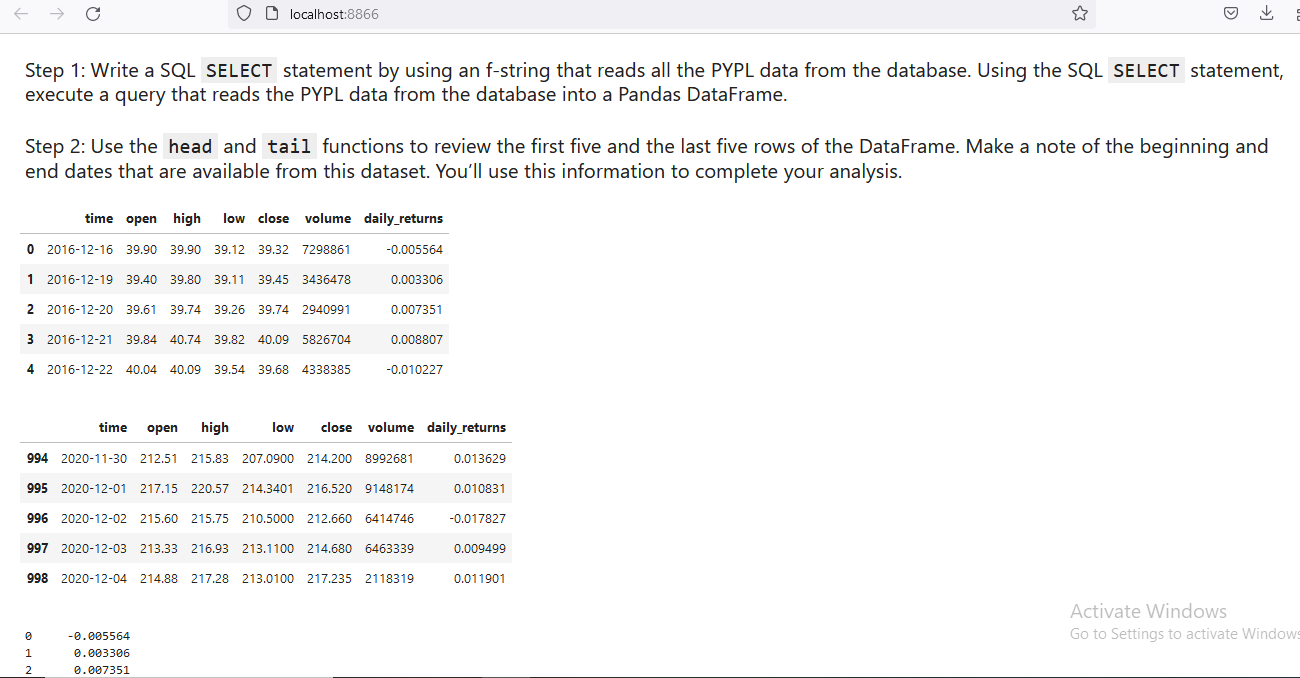 localhost:8866
Step 1: Write a SQL SELECT statement by using an f-string that reads all the PYPL data from the database. Using the SQL SELECT statement,
execute a query that reads the PYPL data from the database into a Pandas DataFrame.
Step 2: Use the head and tail functions to review the first five and the last five rows of the DataFrame. Make a note of the beginning and
end dates that are available from this dataset. You’ll use this information to complete your analysis.
time open high low close volume daily_returns
0 2016-12-16 39.90 39.90 39.12 39.32 7298861 -0.005564
1 2016-12-19 39.40 39.80 39.11 39.45 3436478 0.003306
2 2016-12-20 39.61 39.74 39.26 39.74 2940991 0.007351
3 2016-12-21 39.84 40.74 39.82 40.09 5826704 0.008807
4 2016-12-22 40.04 40.09 39.54 39.68 4338385 -0.010227
time open high low close volume daily_returns
994 2020-11-30 212.51 215.83 207.0900 214.200 8992681 0.013629
995 2020-12-01 217.15 220.57 214.3401 216.520 9148174 0.010831
996 2020-12-02 215.60 215.75 210.5000 212.660 6414746 -0.017827
997 2020-12-03 213.33 216.93 213.1100 214.680 6463339 0.009499
998 2020-12-04 214.88 217.28 213.0100 217.235 2118319 0.011901
Activate Windows
Go to Settings to activate Windows
0 -0.005564
1 0.003306
2 0.007351